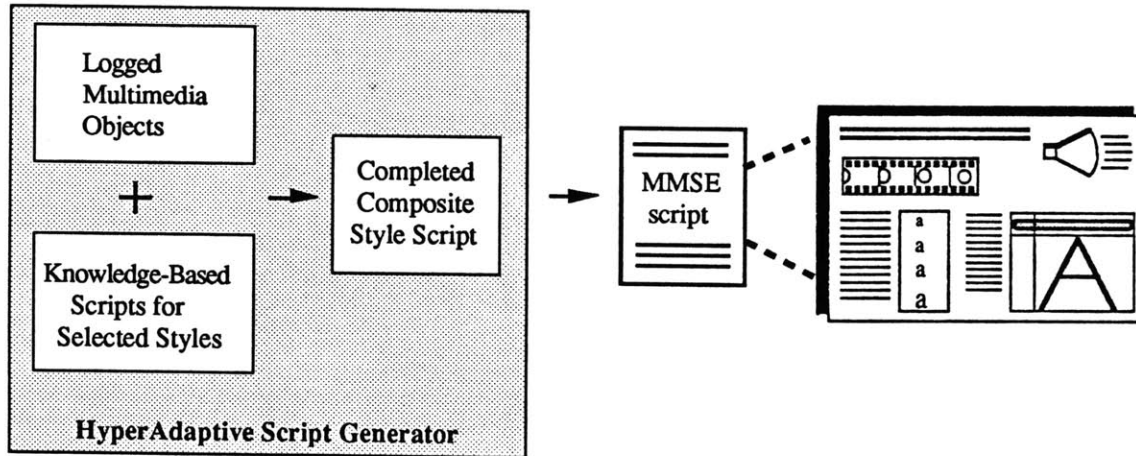 Logged
Multimedia
Objects
+
Knowledge-Based
Scripts for
Selected Styles
Completed
Composite
Style Script
HyperAdaptive Script Generator
MMSE
script
a
a
a
a
A